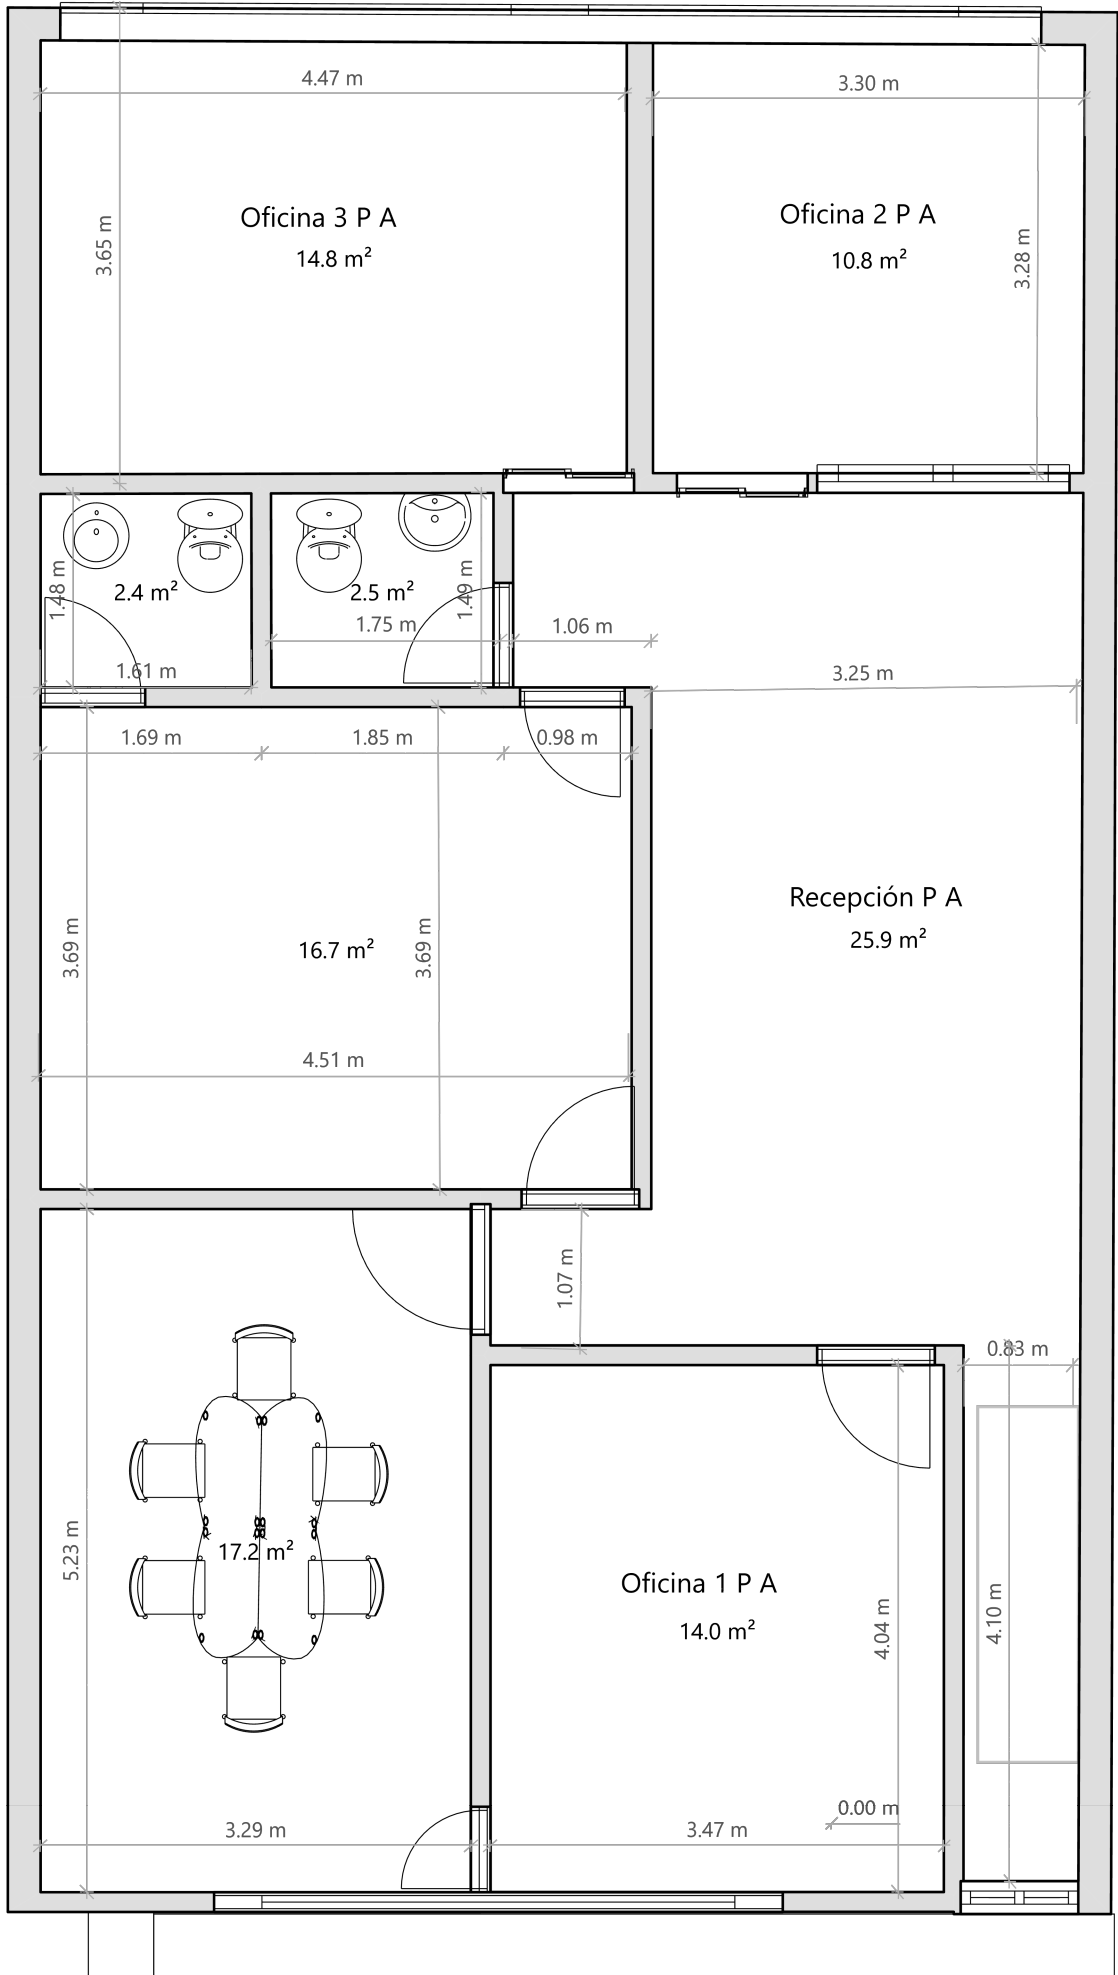 4.47 m
3.30 m
Oficina 3 P A
14.8 m²
Oficina 2 P A
10.8 m²
3.65 m
3.28 m
1.48 m
2.4 m²
2.5 m²
1.49 m
1.75 m
1.06 m
1.61 m
3.25 m
1.69 m
1.85 m
0.98 m
Recepción P A
25.9 m²
3.69 m
16.7 m²
3.69 m
4.51 m
1.07 m
0.83 m
5.23 m
17.2 m²
Oficina 1 P A
14.0 m²
4.04 m
4.10 m
0.00 m
3.29 m
3.47 m